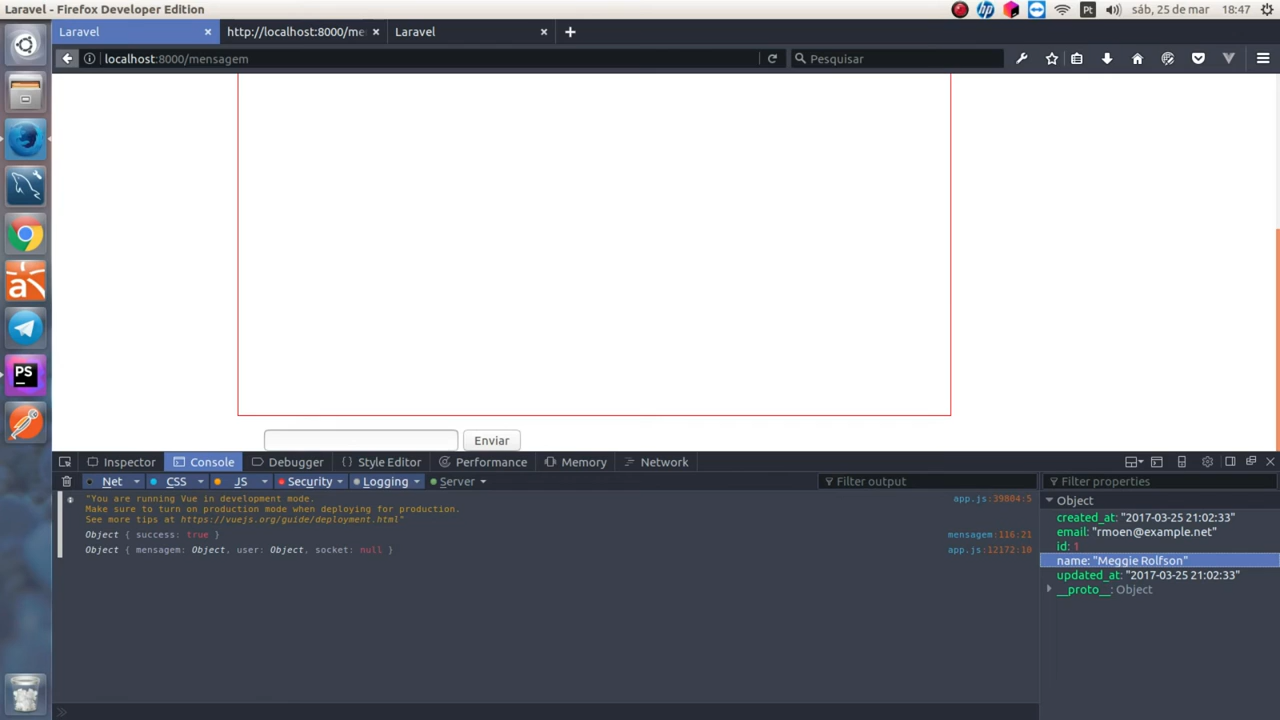 Laravel - Firefox Developer Edition
Pt
sáb, 25 de mar
18:47
Laravel
http://localhost:8000/me
Laravel
localhost:8000/mensagem
Pesquisar
Enviar
Inspector Console Debugger Style Editor Performance Memory Network
Net CSS JS Security Logging Server
Filter output
Filter properties
"You are running Vue in development mode.
app.js:39804:5
Make sure to turn on production mode when deploying for production.
See more tips at https://vuejs.org/guide/deployment.html"
Object { success: true }
mensagem:116:21
Object { mensagem: Object, user: Object, socket: null }
app.js:12172:10
Object
created_at: "2017-03-25 21:02:33"
email: "rmoen@example.net"
id: 1
name: "Meggie Rolfson"
updated_at: "2017-03-25 21:02:33"
__proto__: Object
hp
PS